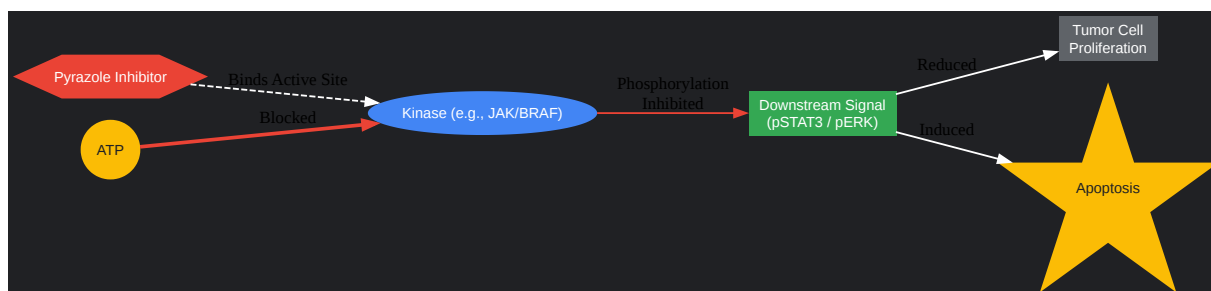 Pyrazole Inhibitor
Binds Active Site
Blocked
ATP
Kinase (e.g., JAK/BRAF)
Phosphorylation
Inhibited
Downstream Signal
(pSTAT3 / pERK)
Reduced
Tumor Cell
Proliferation
Induced
Apoptosis